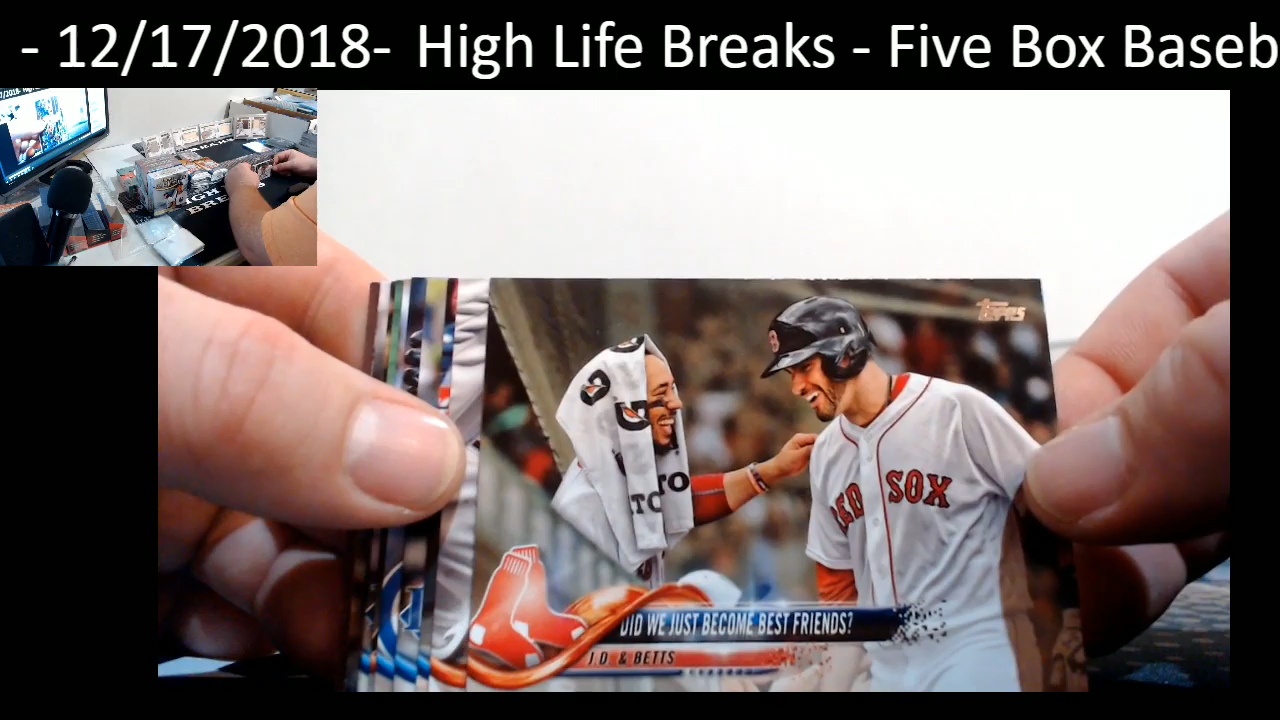 - 12/17/2018- High Life Breaks - Five Box Baseb
TOPPS
RED SOX
DID WE JUST BECOME BEST FRIENDS?
J.D. & BETTS